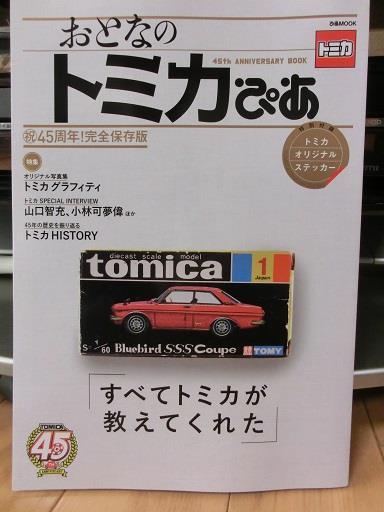 ぴあMOOK
おとなの
45th ANNIVERSARY BOOK
トミカ
トミカぴあ
祝45周年!完全保存版
特別付録
トミカ
オリジナル
ステッカー
特集
オリジナル写真集
トミカ グラフィティ
トミカ SPECIAL INTERVIEW
山口智充、小林可夢偉 ほか
45年の歴史を振り返る
トミカ HISTORY
diecast scale model
tomica
1
Japan
S=1/60
Bluebird SSS Coupe
TOMY
「すべてトミカが
教えてくれた」
TOMICA
45
ANNIVERSARY